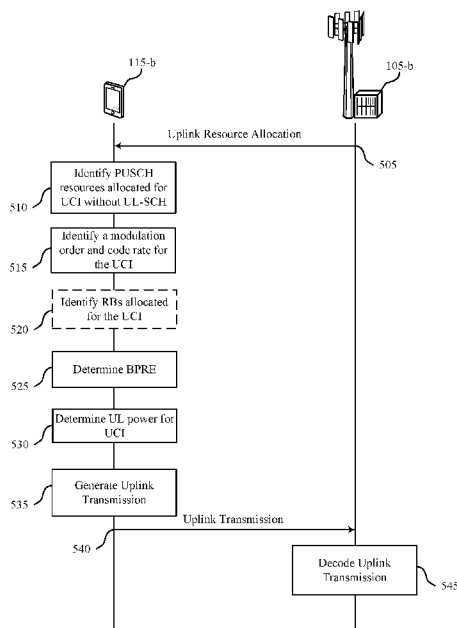 115-b
105-b
Uplink Resource Allocation
505
Identify PUSCH
resources allocated for
UCI without UL-SCH
510
Identify a modulation
order and code rate for
the UCI
515
Identify RBs allocated
for the UCI
520
Determine BPRE
525
Determine UL power for
UCI
530
Generate Uplink
Transmission
535
Uplink Transmission
540
Decode Uplink
Transmission
545